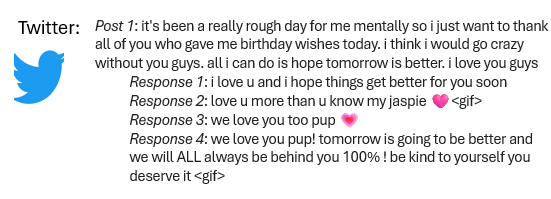 Twitter:
Post 1: it's been a really rough day for me mentally so i just want to thank
all of you who gave me birthday wishes today. i think i would go crazy
without you guys. all i can do is hope tomorrow is better. i love you guys
Response 1: i love u and i hope things get better for you soon
Response 2: love u more than u know my jaspie 💗 <gif>
Response 3: we love you too pup 💗
Response 4: we love you pup! tomorrow is going to be better and
we will ALL always be behind you 100% ! be kind to yourself you
deserve it <gif>